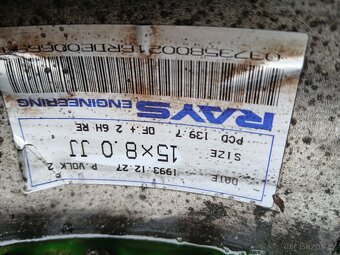 RAYS ENGINEERING
PCD 139.7 OF + 2 6H RE
SIZE 15×8.0 JJ
DATE 1993.12.27 P VOLK 2